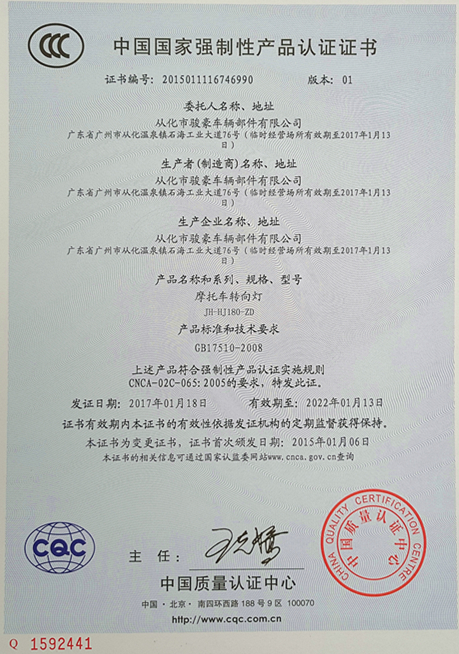 CCC
中国国家强制性产品认证证书
证书编号: 2015011116746990 版本: 01
委托人名称、地址
从化市骏豪车辆部件有限公司
广东省广州市从化温泉镇石海工业大道76号（临时经营场所有效期至2017年1月13
日）
生产者(制造商)名称、地址
从化市骏豪车辆部件有限公司
广东省广州市从化温泉镇石海工业大道76号（临时经营场所有效期至2017年1月13
日）
生产企业名称、地址
从化市骏豪车辆部件有限公司
广东省广州市从化温泉镇石海工业大道76号（临时经营场所有效期至2017年1月13
日）
产品名称和系列、规格、型号
摩托车转向灯
JH-HJ180-ZD
产品标准和技术要求
GB17510-2008
上述产品符合强制性产品认证实施规则
CNCA-02C-065:2005的要求，特发此证。
发证日期: 2017年01月18日 有效期至: 2022年01月13日
证书有效期内本证书的有效性依据发证机构的定期监督获得保持。
本证书为变更证书，证书首次颁发日期: 2015年01月06日
本证书的相关信息可通过国家认监委网站www.cnca.gov.cn查询
CQC
主 任:
中国质量认证中心
CHINA QUALITY CERTIFICATION CENTRE
中国质量认证中心
中国·北京·南四环西路 188 号 9 区 100070
http://www.cqc.com.cn
Q 1592441